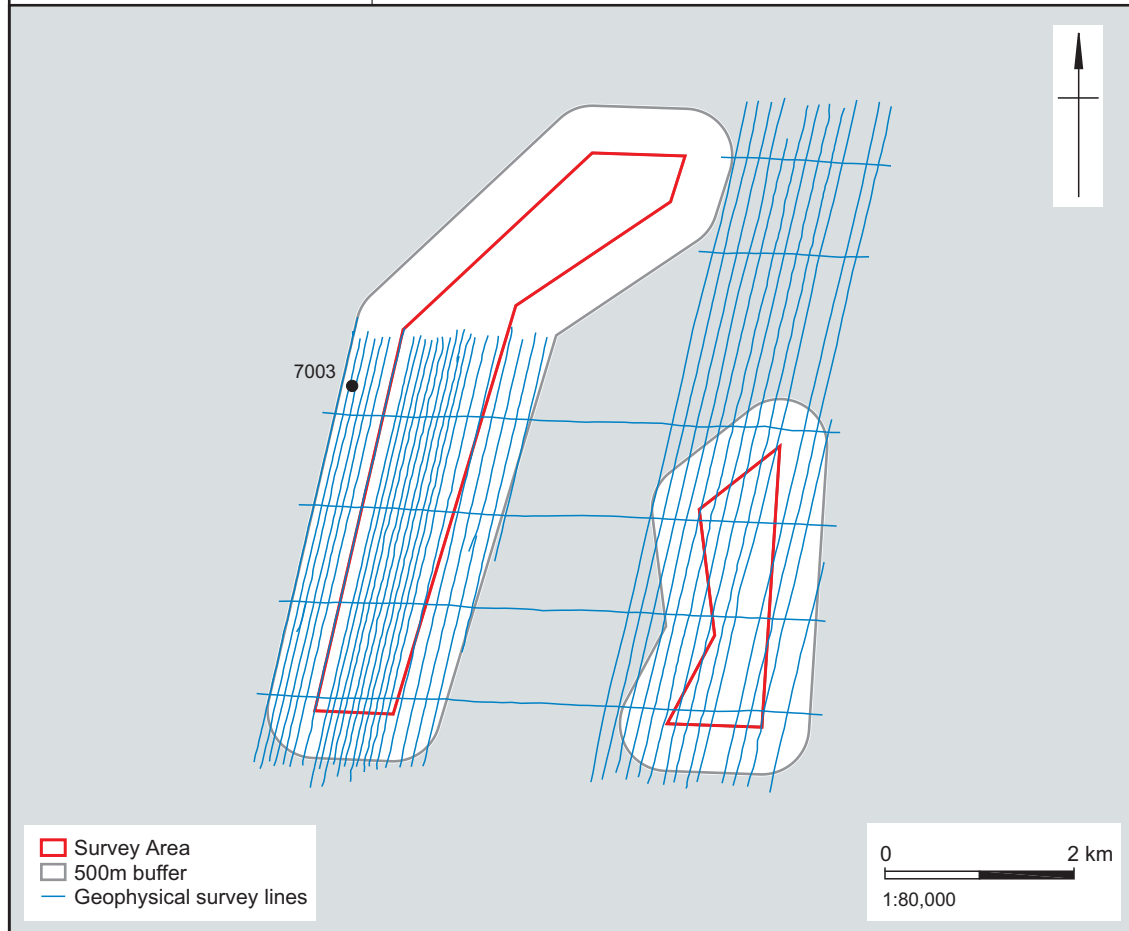 7003
Survey Area
500m buffer
Geophysical survey lines
0 2 km
1:80,000